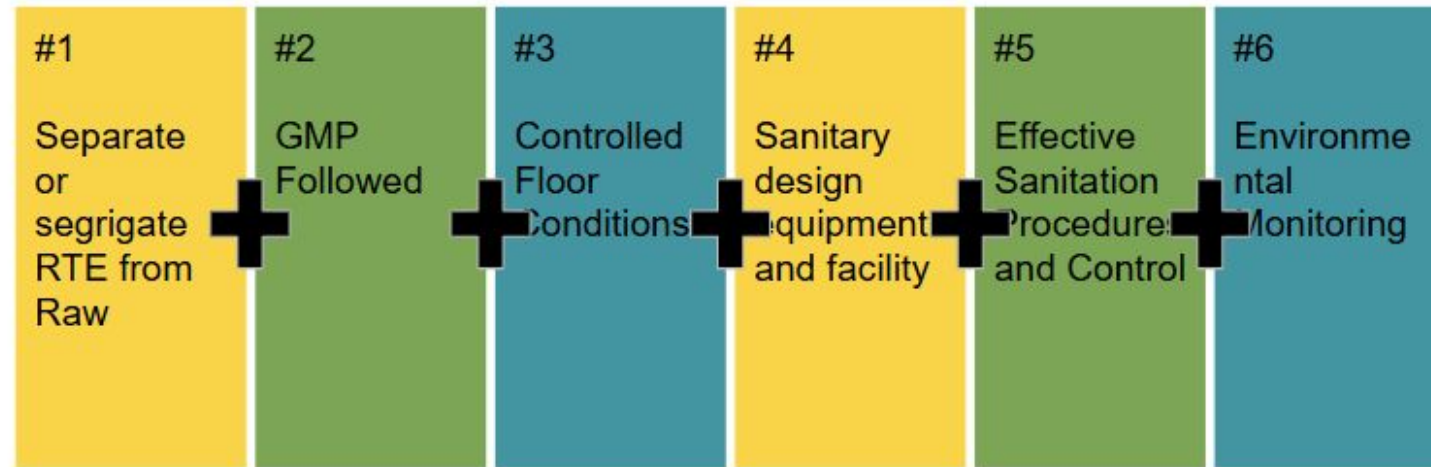 #1
Separate
or
segrigate
RTE from
Raw
#2
GMP
Followed
#3
Controlled
Floor
Conditions
#4
Sanitary
design
equipment
and facility
#5
Effective
Sanitation
Procedures
and Control
#6
Environme
ntal
Monitoring